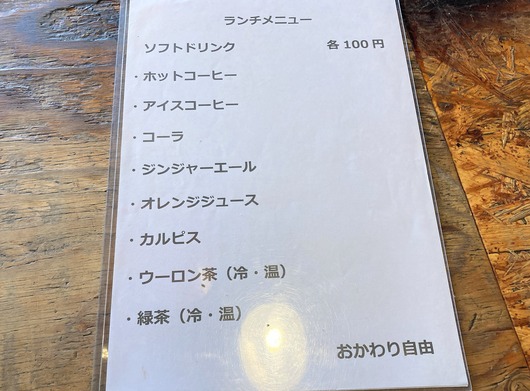 ランチメニュー
ソフトドリンク 各100円
・ホットコーヒー
・アイスコーヒー
・コーラ
・ジンジャーエール
・オレンジジュース
・カルピス
・ウーロン茶（冷・温）
・緑茶（冷・温）
おかわり自由